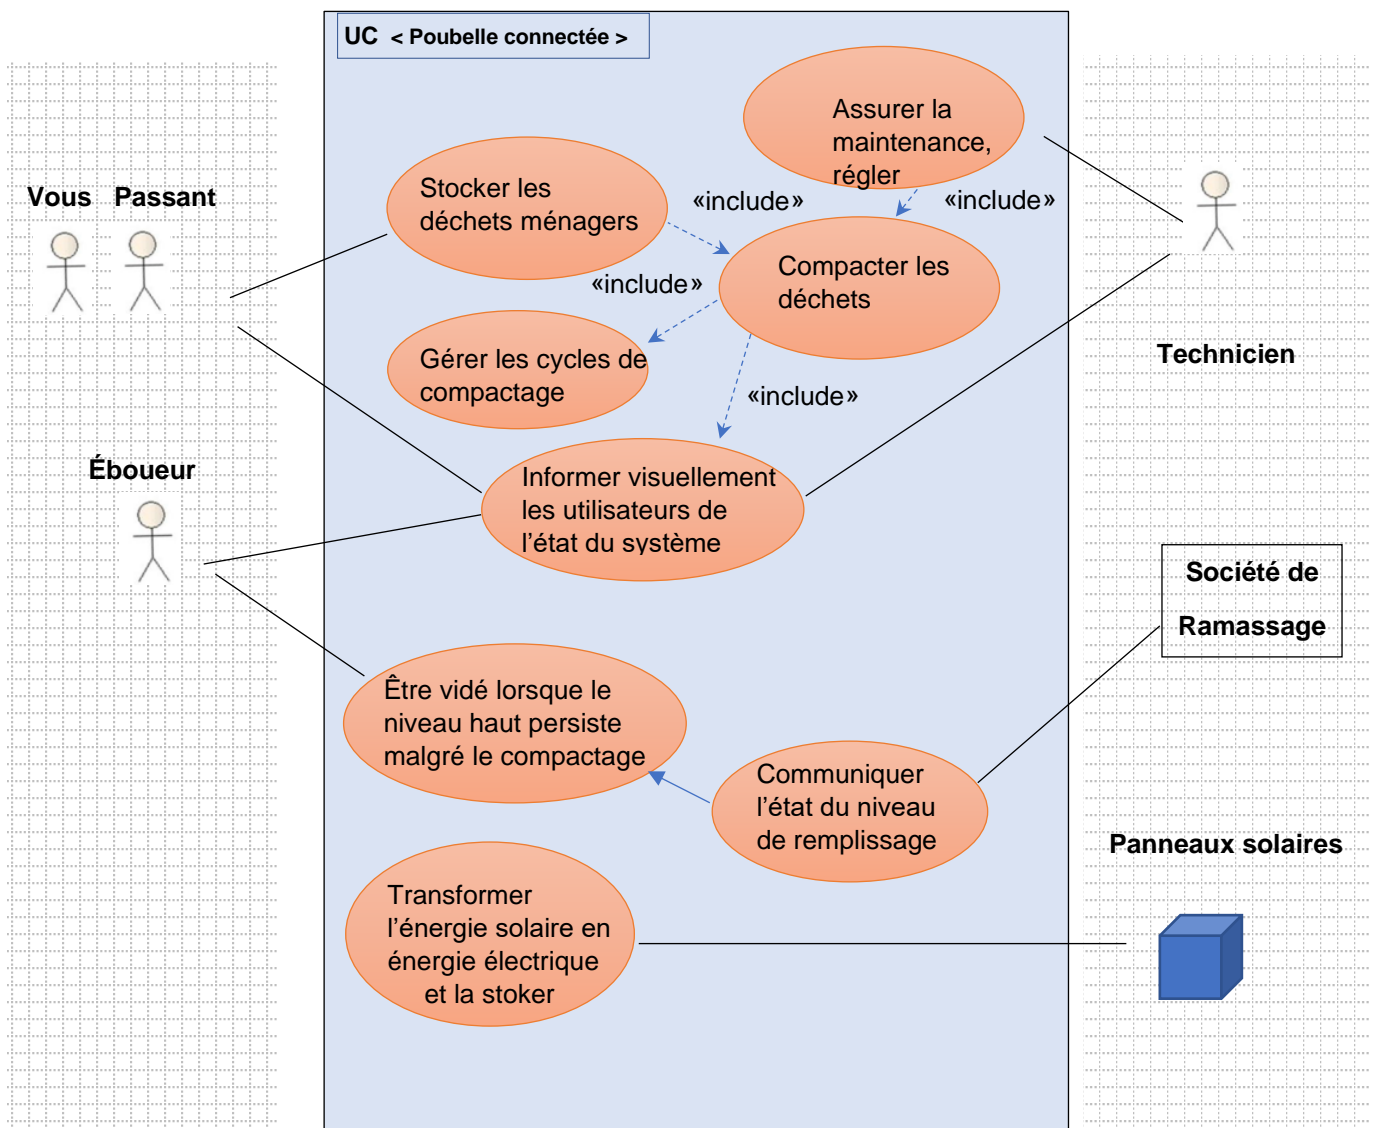 UC < Poubelle connectée >
Assurer la
maintenance,
régler
Vous Passant
Stocker les
déchets ménagers
«include»
«include»
Compacter les
déchets
«include»
Gérer les cycles de
compactage
Technicien
«include»
Éboueur
Informer visuellement
les utilisateurs de
l’état du système
Société de
Ramassage
Être vidé lorsque le
niveau haut persiste
malgré le compactage
Communiquer
l’état du niveau
de remplissage
Panneaux solaires
Transformer
l’énergie solaire en
énergie électrique
et la stoker